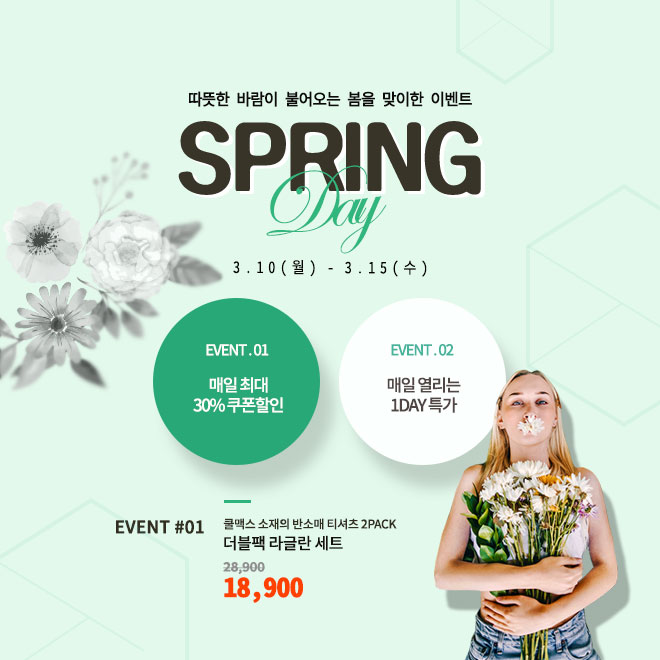 따뜻한 바람이 불어오는 봄을 맞이한 이벤트
SPRING
Day
3.10(월) - 3.15(수)
EVENT.01
매일 최대
30% 쿠폰할인
EVENT.02
매일 열리는
1DAY 특가
EVENT #01
쿨맥스 소재의 반소매 티셔츠 2PACK
더블팩 라글란 세트
28,900
18,900